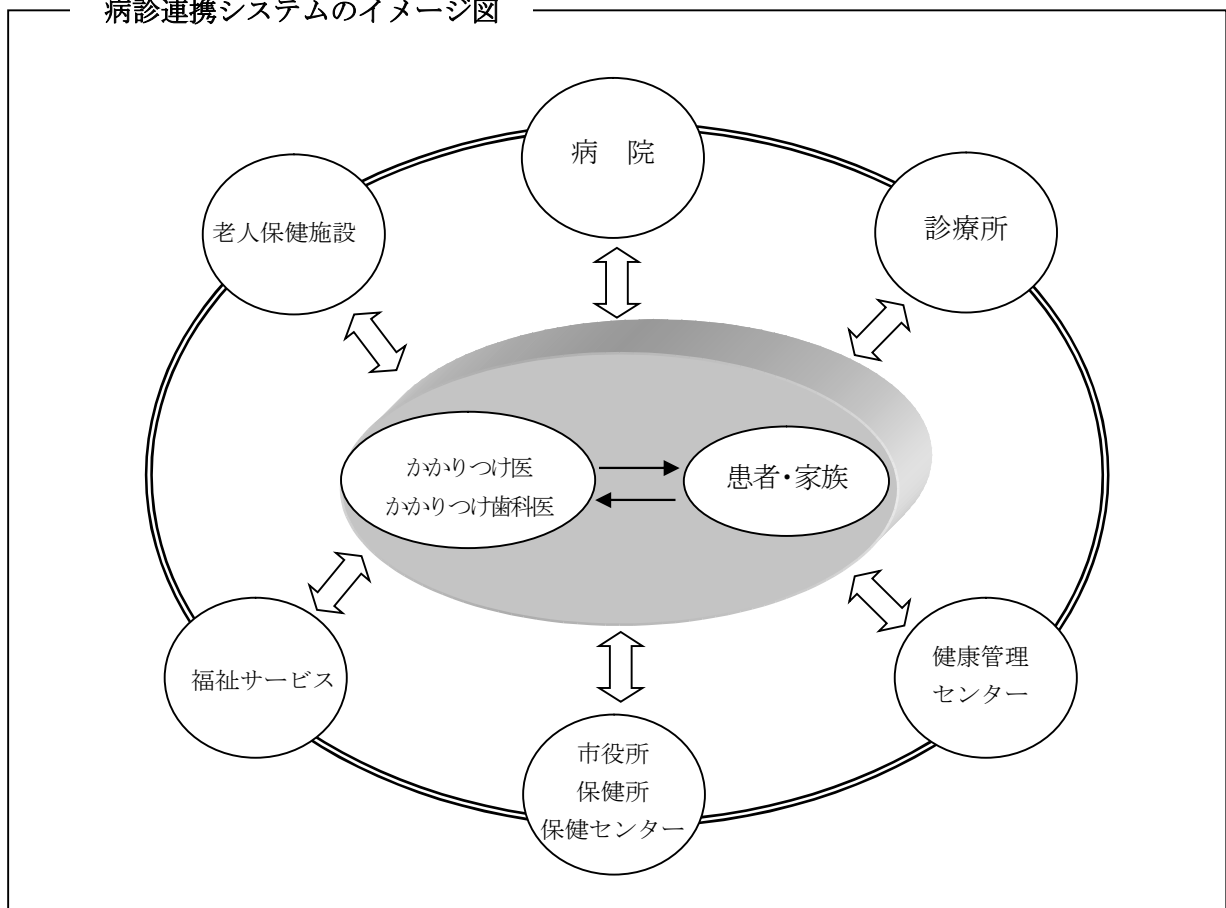 病診連携システムのイメージ図
病　院
老人保健施設
診療所
かかりつけ医
かかりつけ歯科医
患者・家族
福祉サービス
健康管理
センター
市役所
保健所
保健センター